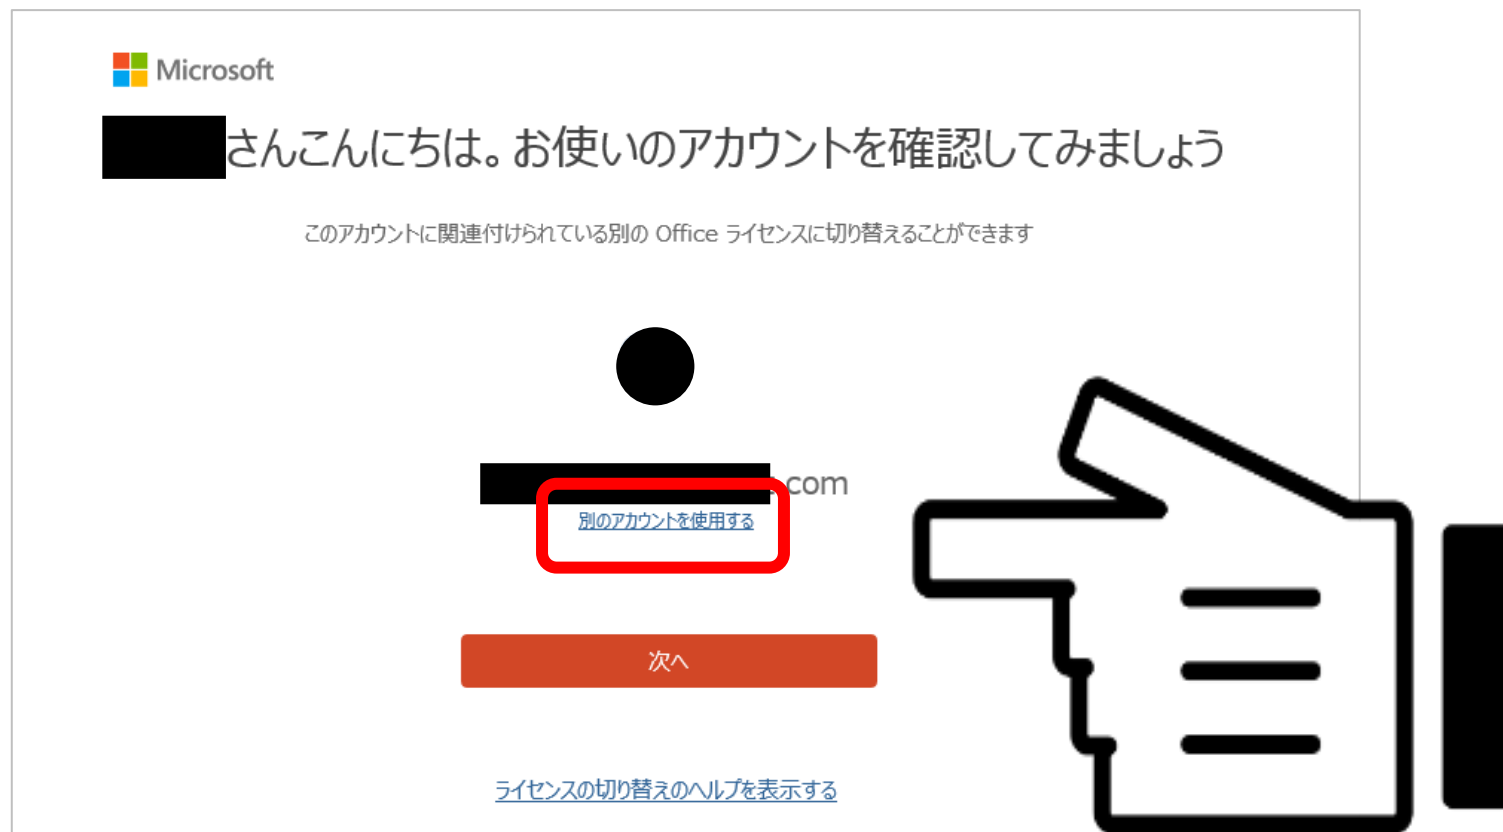 Microsoft
さんこんにちは。お使いのアカウントを確認してみましょう
このアカウントに関連付けられている別の Office ライセンスに切り替えることができます
.com
別のアカウントを使用する
次へ
ライセンスの切り替えのヘルプを表示する